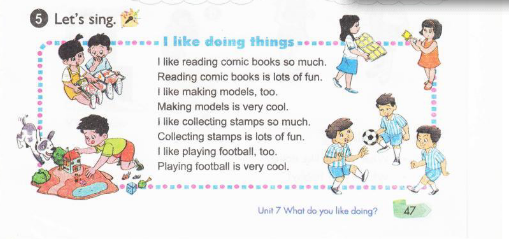 5 Let's sing.
I like doing things
I like reading comic books so much.
Reading comic books is lots of fun.
I like making models, too.
Making models is very cool.
I like collecting stamps so much.
Collecting stamps is lots of fun.
I like playing football, too.
Playing football is very cool.
Unit 7 What do you like doing? 47